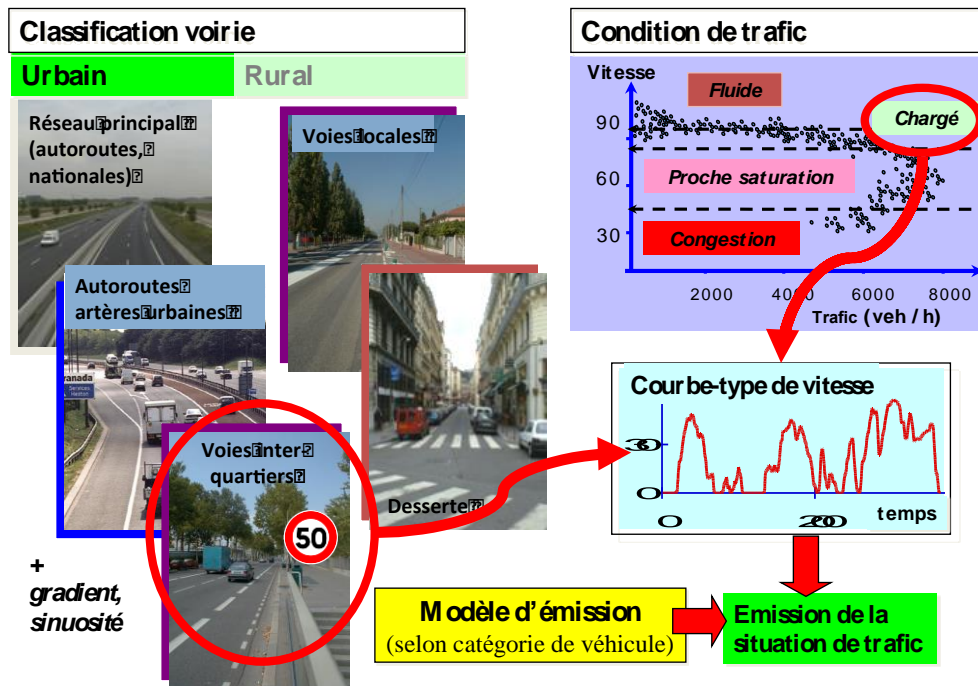 Classification voirie
Urbain
Rural
Réseau principal
(autoroutes,
nationales)
Voies locales
Autoroutes
artères urbaines
Granada
Services
Heston
Voies inter-
quartiers
50
Desserte
+
gradient,
sinuosité
Condition de trafic
Vitesse
90
60
30
Fluide
Chargé
Proche saturation
Congestion
2000 4000 6000 8000
Trafic (veh / h)
Courbe-type de vitesse
30
0
0 200
temps
Modèle d'émission
(selon catégorie de véhicule)
Emission de la
situation de trafic